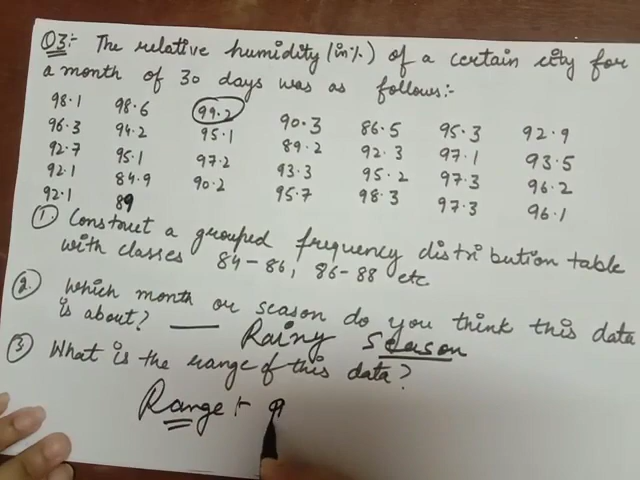 Q3:- The relative humidity (in %) of a certain city for
a month of 30 days was as follows:-
98.1 98.6 99.2 90.3 86.5 95.3 92.9
96.3 94.2 95.1 89.2 92.3 97.1 93.5
92.7 95.1 97.2 93.3 95.2 97.3 96.2
92.1 84.9 90.2 95.7 98.3 97.3 96.1
92.1 89
① Construct a grouped frequency distribution table
with classes 84-86, 86-88 etc
② Which month or season do you think this data
is about? Rainy season
③ What is the range of this data?
Range :- 9